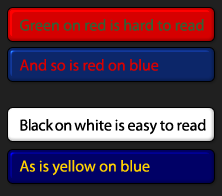 Green on red is hard to read
And so is red on blue
Black on white is easy to read
As is yellow on blue